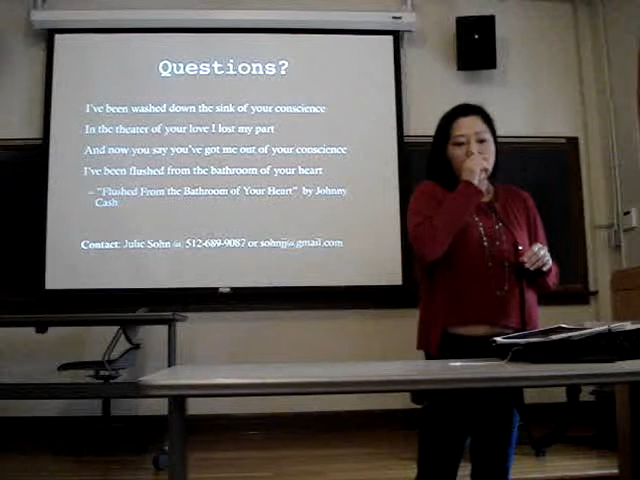 Questions?
I've been washed down the sink of your conscience
In the theater of your love I lost my part
And now you say you've got me out of your conscience
I've been flushed from the bathroom of your heart
– "Flushed From the Bathroom of Your Heart" by Johnny
Cash
Contact: Julie Sohn @ 512-689-9087 or sohnjj@gmail.com